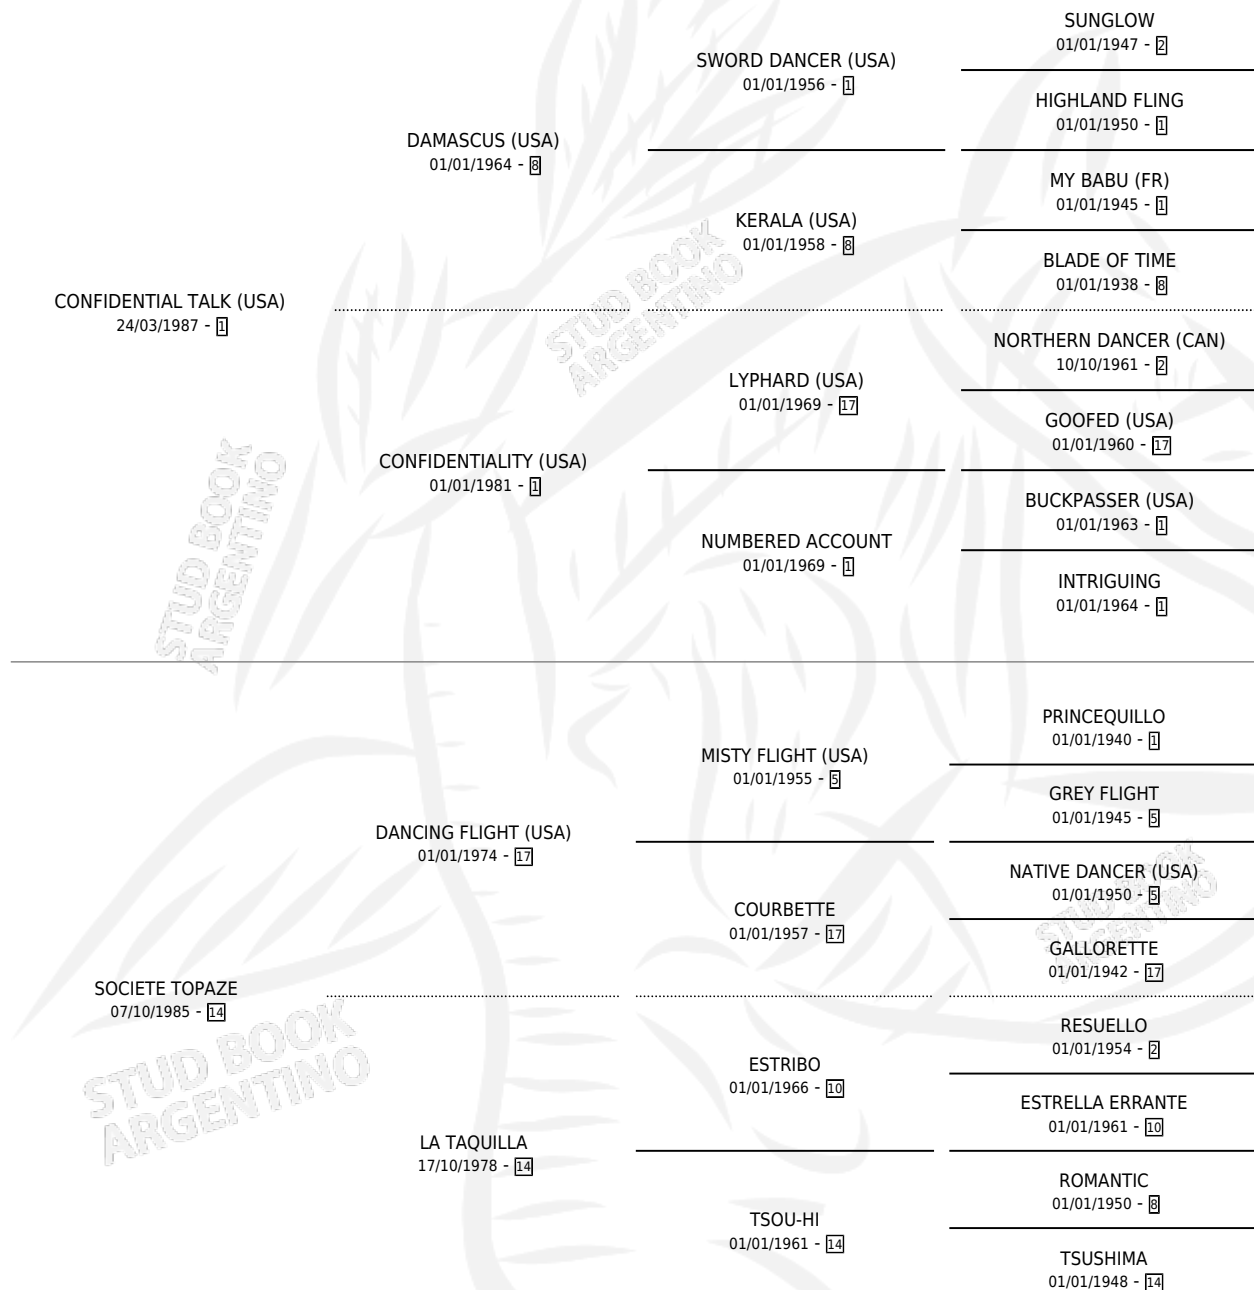 SUNGLOW
01/01/1947 - 2
SWORD DANCER (USA)
01/01/1956 - 1
HIGHLAND FLING
01/01/1950 - 1
DAMASCUS (USA)
01/01/1964 - 8
MY BABU (FR)
01/01/1945 - 1
KERALA (USA)
01/01/1958 - 8
BLADE OF TIME
01/01/1938 - 8
CONFIDENTIAL TALK (USA)
24/03/1987 - 1
NORTHERN DANCER (CAN)
10/10/1961 - 2
LYPHARD (USA)
01/01/1969 - 17
GOOFED (USA)
01/01/1960 - 17
CONFIDENTIALITY (USA)
01/01/1981 - 1
BUCKPASSER (USA)
01/01/1963 - 1
NUMBERED ACCOUNT
01/01/1969 - 1
INTRIGUING
01/01/1964 - 1
PRINCEQUILLO
01/01/1940 - 1
MISTY FLIGHT (USA)
01/01/1955 - 5
GREY FLIGHT
01/01/1945 - 5
DANCING FLIGHT (USA)
01/01/1974 - 17
NATIVE DANCER (USA)
01/01/1950 - 5
COURBETTE
01/01/1957 - 17
GALLORETTE
01/01/1942 - 17
SOCIETE TOPAZE
07/10/1985 - 14
RESUELLO
01/01/1954 - 2
ESTRIBO
01/01/1966 - 10
ESTRELLA ERRANTE
01/01/1961 - 10
LA TAQUILLA
17/10/1978 - 14
ROMANTIC
01/01/1950 - 8
TSOU-HI
01/01/1961 - 14
TSUSHIMA
01/01/1948 - 14
STUD BOOK
ARGENTINO
STUD BOOK
ARGENTINO
STUD BOOK
ARGENTINO
STUD BOOK
ARGENTINO